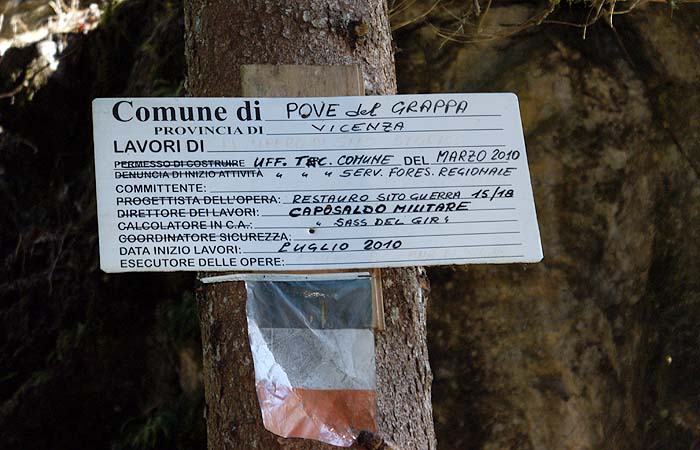 Comune di POVE del GRAPPA
PROVINCIA DI VICENZA
LAVORI DI
PERMESSO DI COSTRUIRE UFF. TEC. COMUNE DEL MARZO 2010
DENUNCIA DI INIZIO ATTIVITÀ " " " SERV. FORES. REGIONALE
COMMITTENTE:
PROGETTISTA DELL'OPERA: RESTAURO SITO GUERRA 15/18
DIRETTORE DEI LAVORI: CAPOSALDO MILITARE
CALCOLATORE IN C.A.: " SASS DEL GIR "
COORDINATORE SICUREZZA:
DATA INIZIO LAVORI: LUGLIO 2010
ESECUTORE DELLE OPERE: